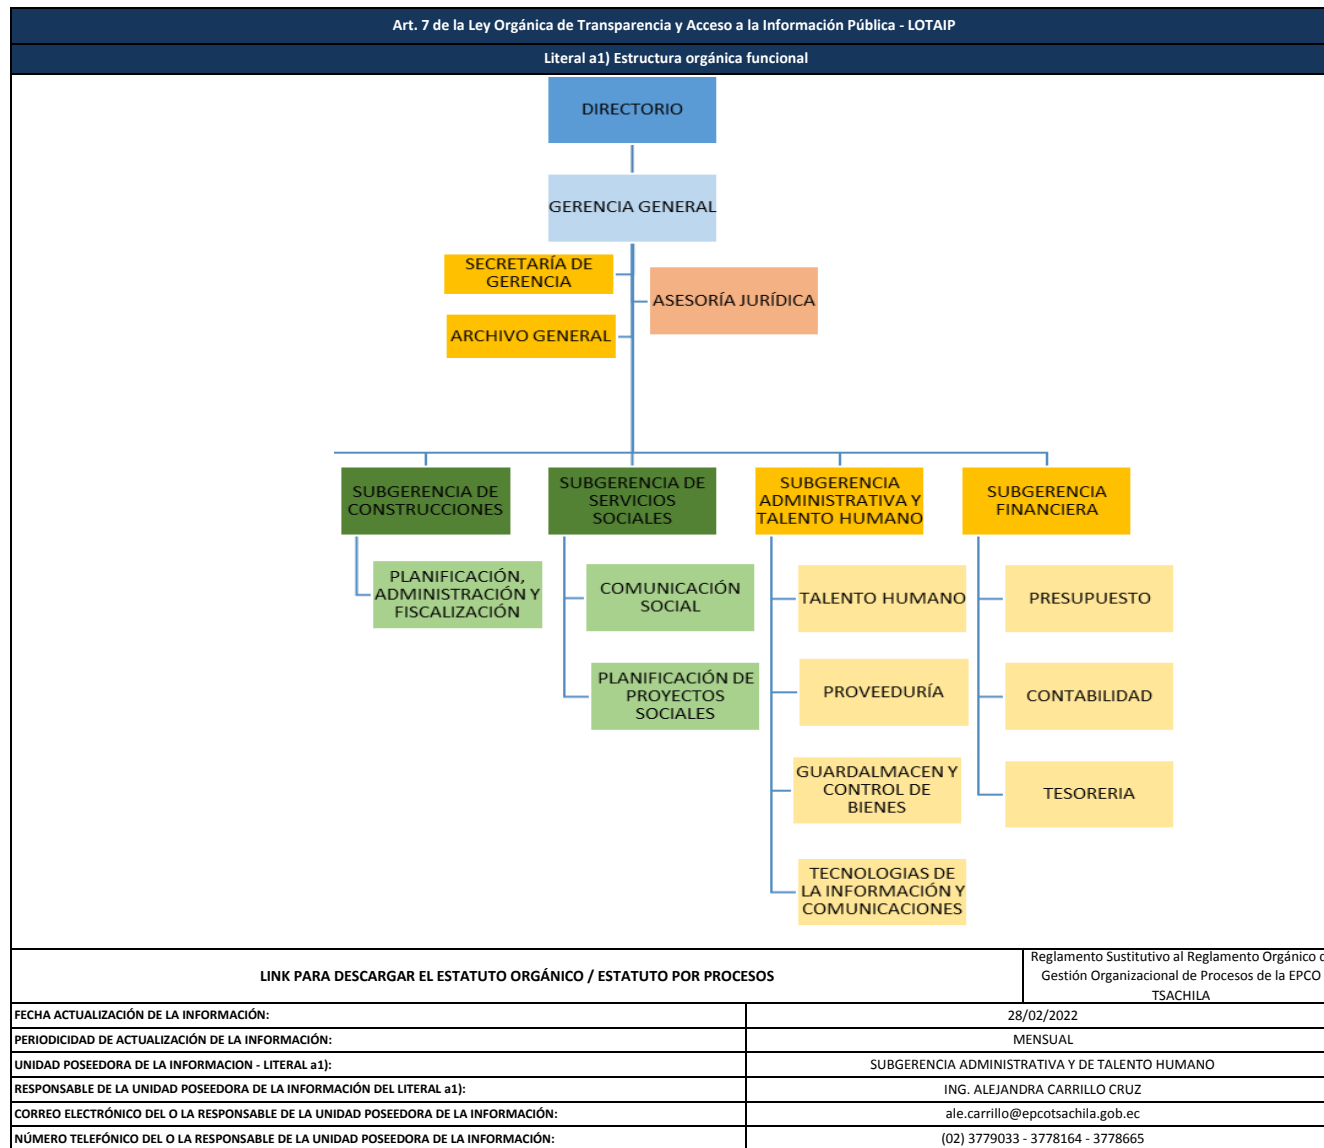 Art. 7 de la Ley Orgánica de Transparencia y Acceso a la Información Pública - LOTAIP
Literal a1) Estructura orgánica funcional
DIRECTORIO
GERENCIA GENERAL
SECRETARÍA DE
GERENCIA
ASESORÍA JURÍDICA
ARCHIVO GENERAL
SUBGERENCIA DE
CONSTRUCCIONES
PLANIFICACIÓN,
ADMINISTRACIÓN Y
FISCALIZACIÓN
SUBGERENCIA DE
SERVICIOS
SOCIALES
COMUNICACIÓN
SOCIAL
PLANIFICACIÓN DE
PROYECTOS
SOCIALES
SUBGERENCIA
ADMINISTRATIVA Y
TALENTO HUMANO
TALENTO HUMANO
PROVEEDURÍA
GUARDALMACEN Y
CONTROL DE
BIENES
TECNOLOGIAS DE
LA INFORMACIÓN Y
COMUNICACIONES
SUBGERENCIA
FINANCIERA
PRESUPUESTO
CONTABILIDAD
TESORERIA
LINK PARA DESCARGAR EL ESTATUTO ORGÁNICO / ESTATUTO POR PROCESOS
Reglamento Sustitutivo al Reglamento Orgánico
Gestión Organizacional de Procesos de la EPCO
TSACHILA
FECHA ACTUALIZACIÓN DE LA INFORMACIÓN:
28/02/2022
PERIODICIDAD DE ACTUALIZACIÓN DE LA INFORMACIÓN:
MENSUAL
UNIDAD POSEEDORA DE LA INFORMACION - LITERAL a1):
SUBGERENCIA ADMINISTRATIVA Y DE TALENTO HUMANO
RESPONSABLE DE LA UNIDAD POSEEDORA DE LA INFORMACIÓN DEL LITERAL a1):
ING. ALEJANDRA CARRILLO CRUZ
CORREO ELECTRÓNICO DEL O LA RESPONSABLE DE LA UNIDAD POSEEDORA DE LA INFORMACIÓN:
ale.carrillo@epcotsachila.gob.ec
NÚMERO TELEFÓNICO DEL O LA RESPONSABLE DE LA UNIDAD POSEEDORA DE LA INFORMACIÓN:
(02) 3779033 - 3778164 - 3778665